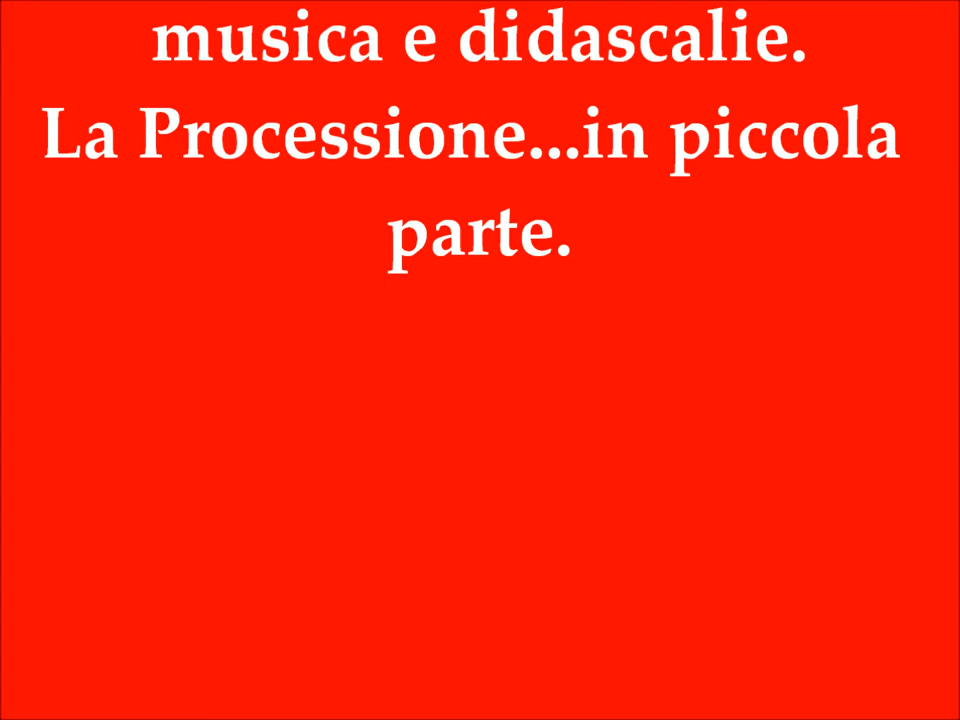 musica e didascalie.
La Processione...in piccola
parte.